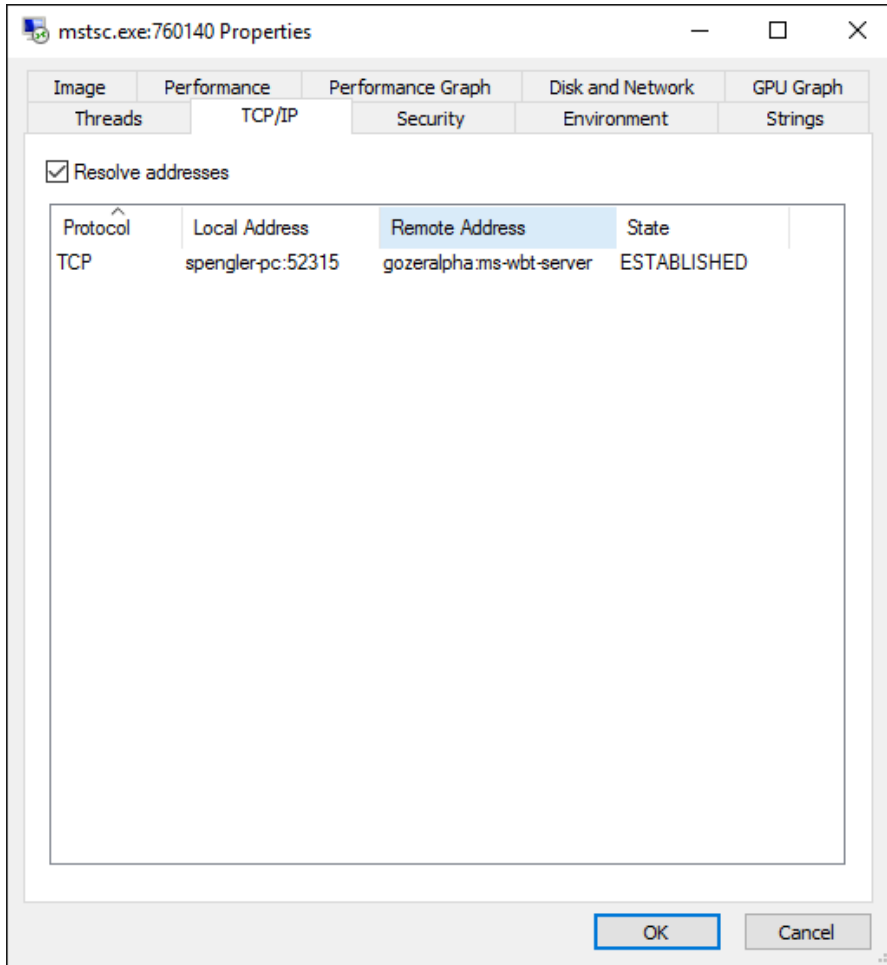 mstsc.exe:760140 Properties
Image Performance Performance Graph Disk and Network GPU Graph
Threads TCP/IP Security Environment Strings
Resolve addresses
Protocol Local Address Remote Address State
TCP spengler-pc:52315 gozeralpha:ms-wbt-server ESTABLISHED
OK Cancel